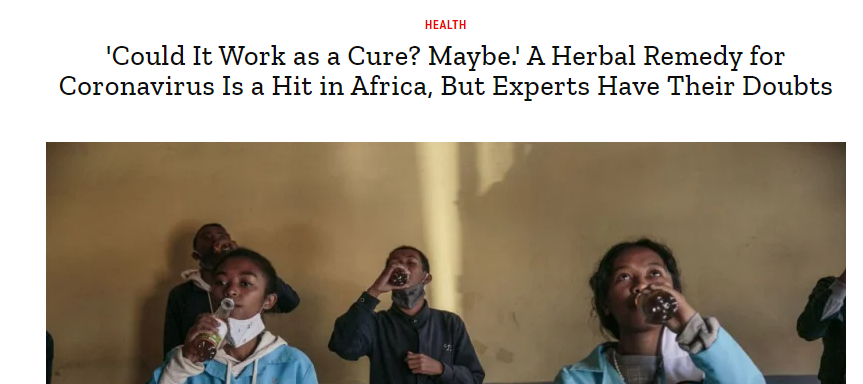 HEALTH
'Could It Work as a Cure? Maybe.' A Herbal Remedy for
Coronavirus Is a Hit in Africa, But Experts Have Their Doubts